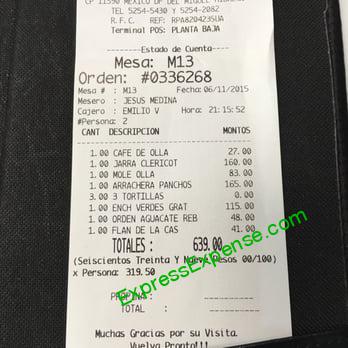 CP 11590 MEXICO DF DEL MIGUEL HIDALGO
TEL 5254-5430 Y 5254-2082
R.F.C. REF: RPA8204235UA
Terminal POS: PLANTA BAJA
Estado de Cuenta
Mesa: M13
Orden: #0336268
Mesa # : M13 Fecha:06/11/2015
Mesero : JESUS MEDINA
Cajero : EMILIO V Hora: 21:15:52
#Persona: 2
CANT DESCRIPCION MONTOS
1.00 CAFE DE OLLA 27.00
1.00 JARRA CLERICOT 160.00
1.00 MOLE OLLA 83.00
1.00 ARRACHERA PANCHOS 165.00
3.00 3 TORTILLAS 0.00
1.00 ENCH VERDES GRAT 115.00
1.00 ORDEN AGUACATE REB 48.00
1.00 FLAN DE LA CAS 41.00
TOTALES : 639.00
(Seiscientos Treinta Y Nueve Pesos 00/100)
x Persona: 319.50
PROPINA:
TOTAL:
Muchas Gracias por su Visita.
Vuelva Pronto!!!
ExpressExpense.com